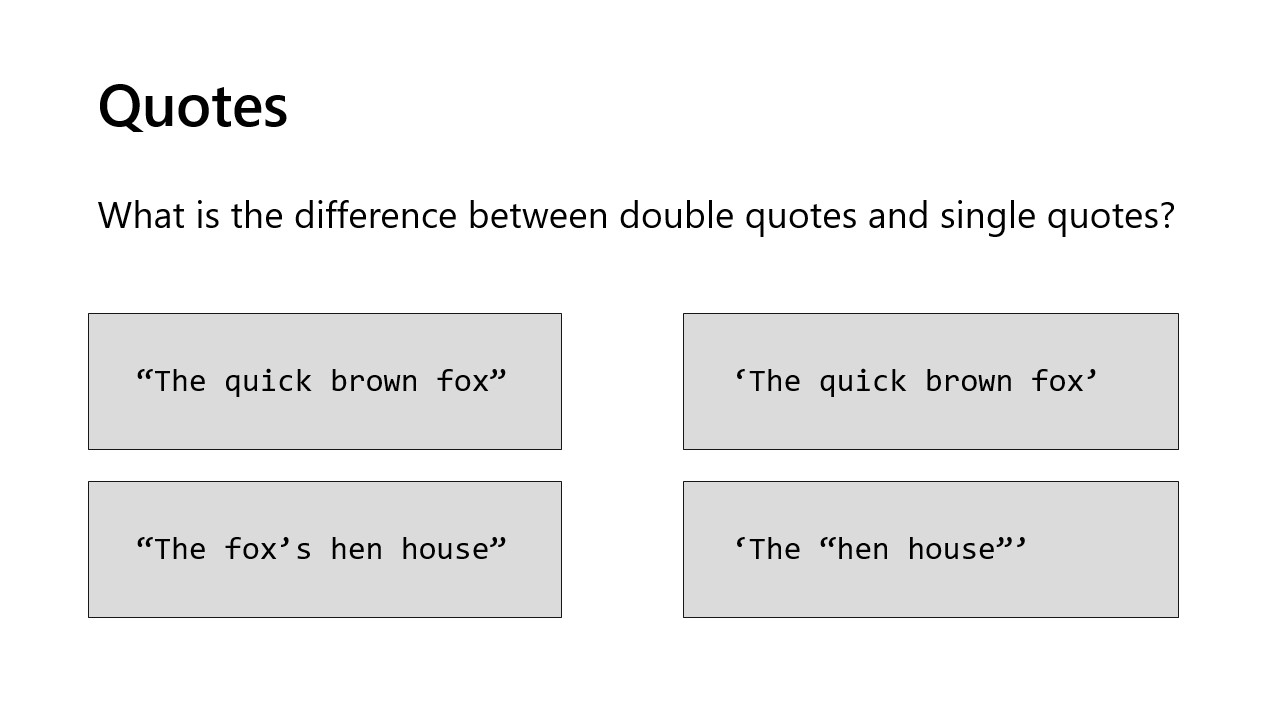 Quotes
What is the difference between double quotes and single quotes?
“The quick brown fox”
‘The quick brown fox’
“The fox’s hen house”
‘The “hen house”’